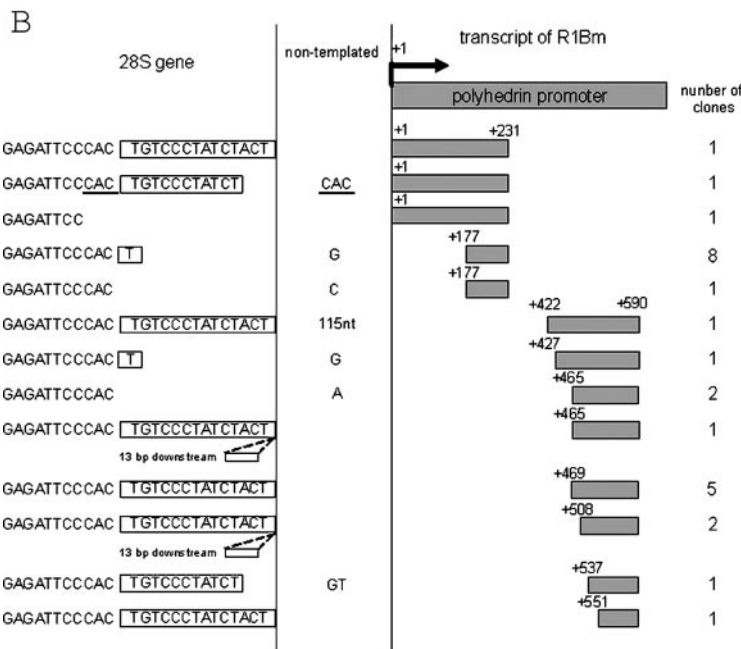 B
28S gene
non-templated
transcript of R1Bm
+1
polyhedrin promoter
nunber of
clones
GAGATTCCCAC TGTCCCTATCTACT +1 +231 1
GAGATTCCCAC TGTCCCTATCT CAC +1 1
GAGATTCC +1 1
GAGATTCCCAC T G +177 8
GAGATTCCCAC C +177 1
GAGATTCCCAC TGTCCCTATCTACT 115nt +422 +590 1
GAGATTCCCAC T G +427 1
GAGATTCCCAC A +465 2
GAGATTCCCAC TGTCCCTATCTACT +465 1
13 bp downstream
GAGATTCCCAC TGTCCCTATCTACT +469 5
GAGATTCCCAC TGTCCCTATCTACT +508 2
13 bp downstream
GAGATTCCCAC TGTCCCTATCT GT +537 1
GAGATTCCCAC TGTCCCTATCTACT +551 1